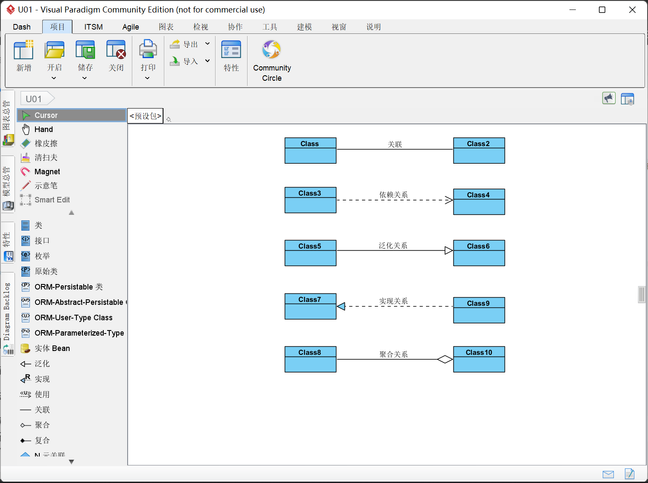 U01 - Visual Paradigm Community Edition (not for commercial use)
Dash 项目 ITSM Agile 图表 检视 协作 工具 建模 视窗 说明
新增 开启 储存 关闭 打印 导出 导入 特性 Community Circle
U01
图表总管
模型总管
特性
Diagram Backlog
Cursor
Hand
橡皮擦
清扫夫
Magnet
示意笔
Smart Edit
类
接口
枚举
原始类
ORM-Persistable 类
ORM-Abstract-Persistable
ORM-User-Type Class
ORM-Parameterized-Type
实体 Bean
泛化
实现
使用
关联
聚合
复合
N 元关联
<预设包>
Class 关联 Class2
Class3 依赖关系 Class4
Class5 泛化关系 Class6
Class7 实现关系 Class9
Class8 聚合关系 Class10